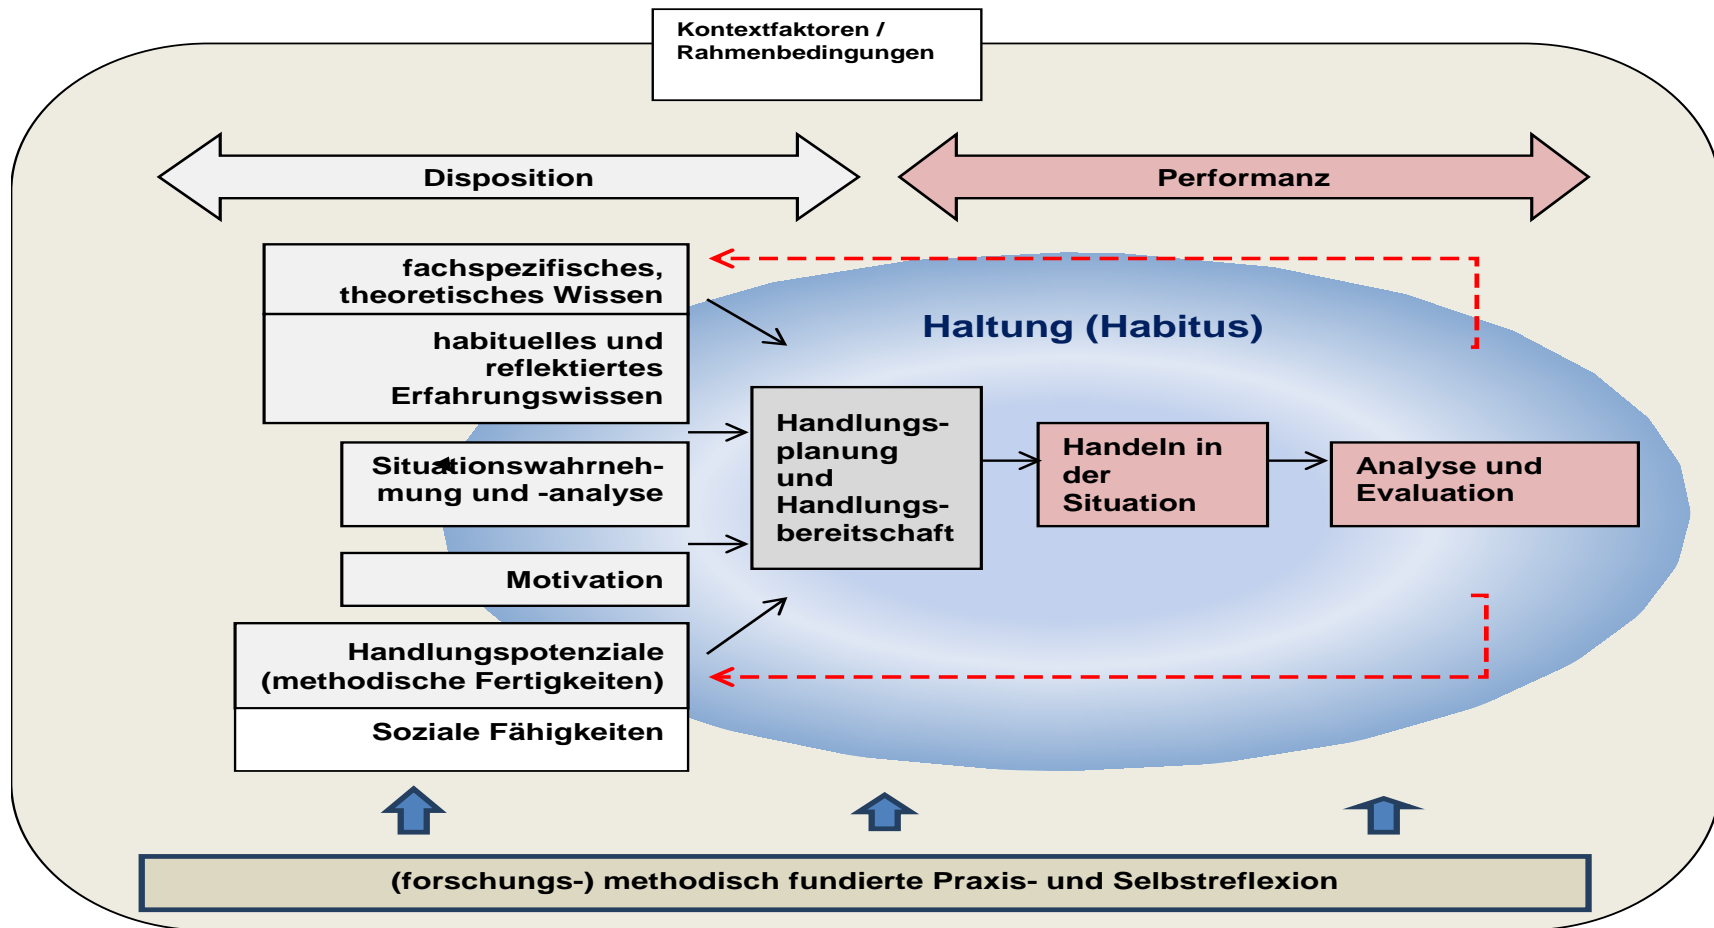 Kontextfaktoren /
Rahmenbedingungen
Disposition
Performanz
fachspezifisches,
theoretisches Wissen
habituelles und
reflektiertes
Erfahrungswissen
Situationswahrneh-
mung und -analyse
Motivation
Handlungspotenziale
(methodische Fertigkeiten)
Soziale Fähigkeiten
Haltung (Habitus)
Handlungs-
planung
und
Handlungs-
bereitschaft
Handeln in
der
Situation
Analyse und
Evaluation
(forschungs-) methodisch fundierte Praxis- und Selbstreflexion